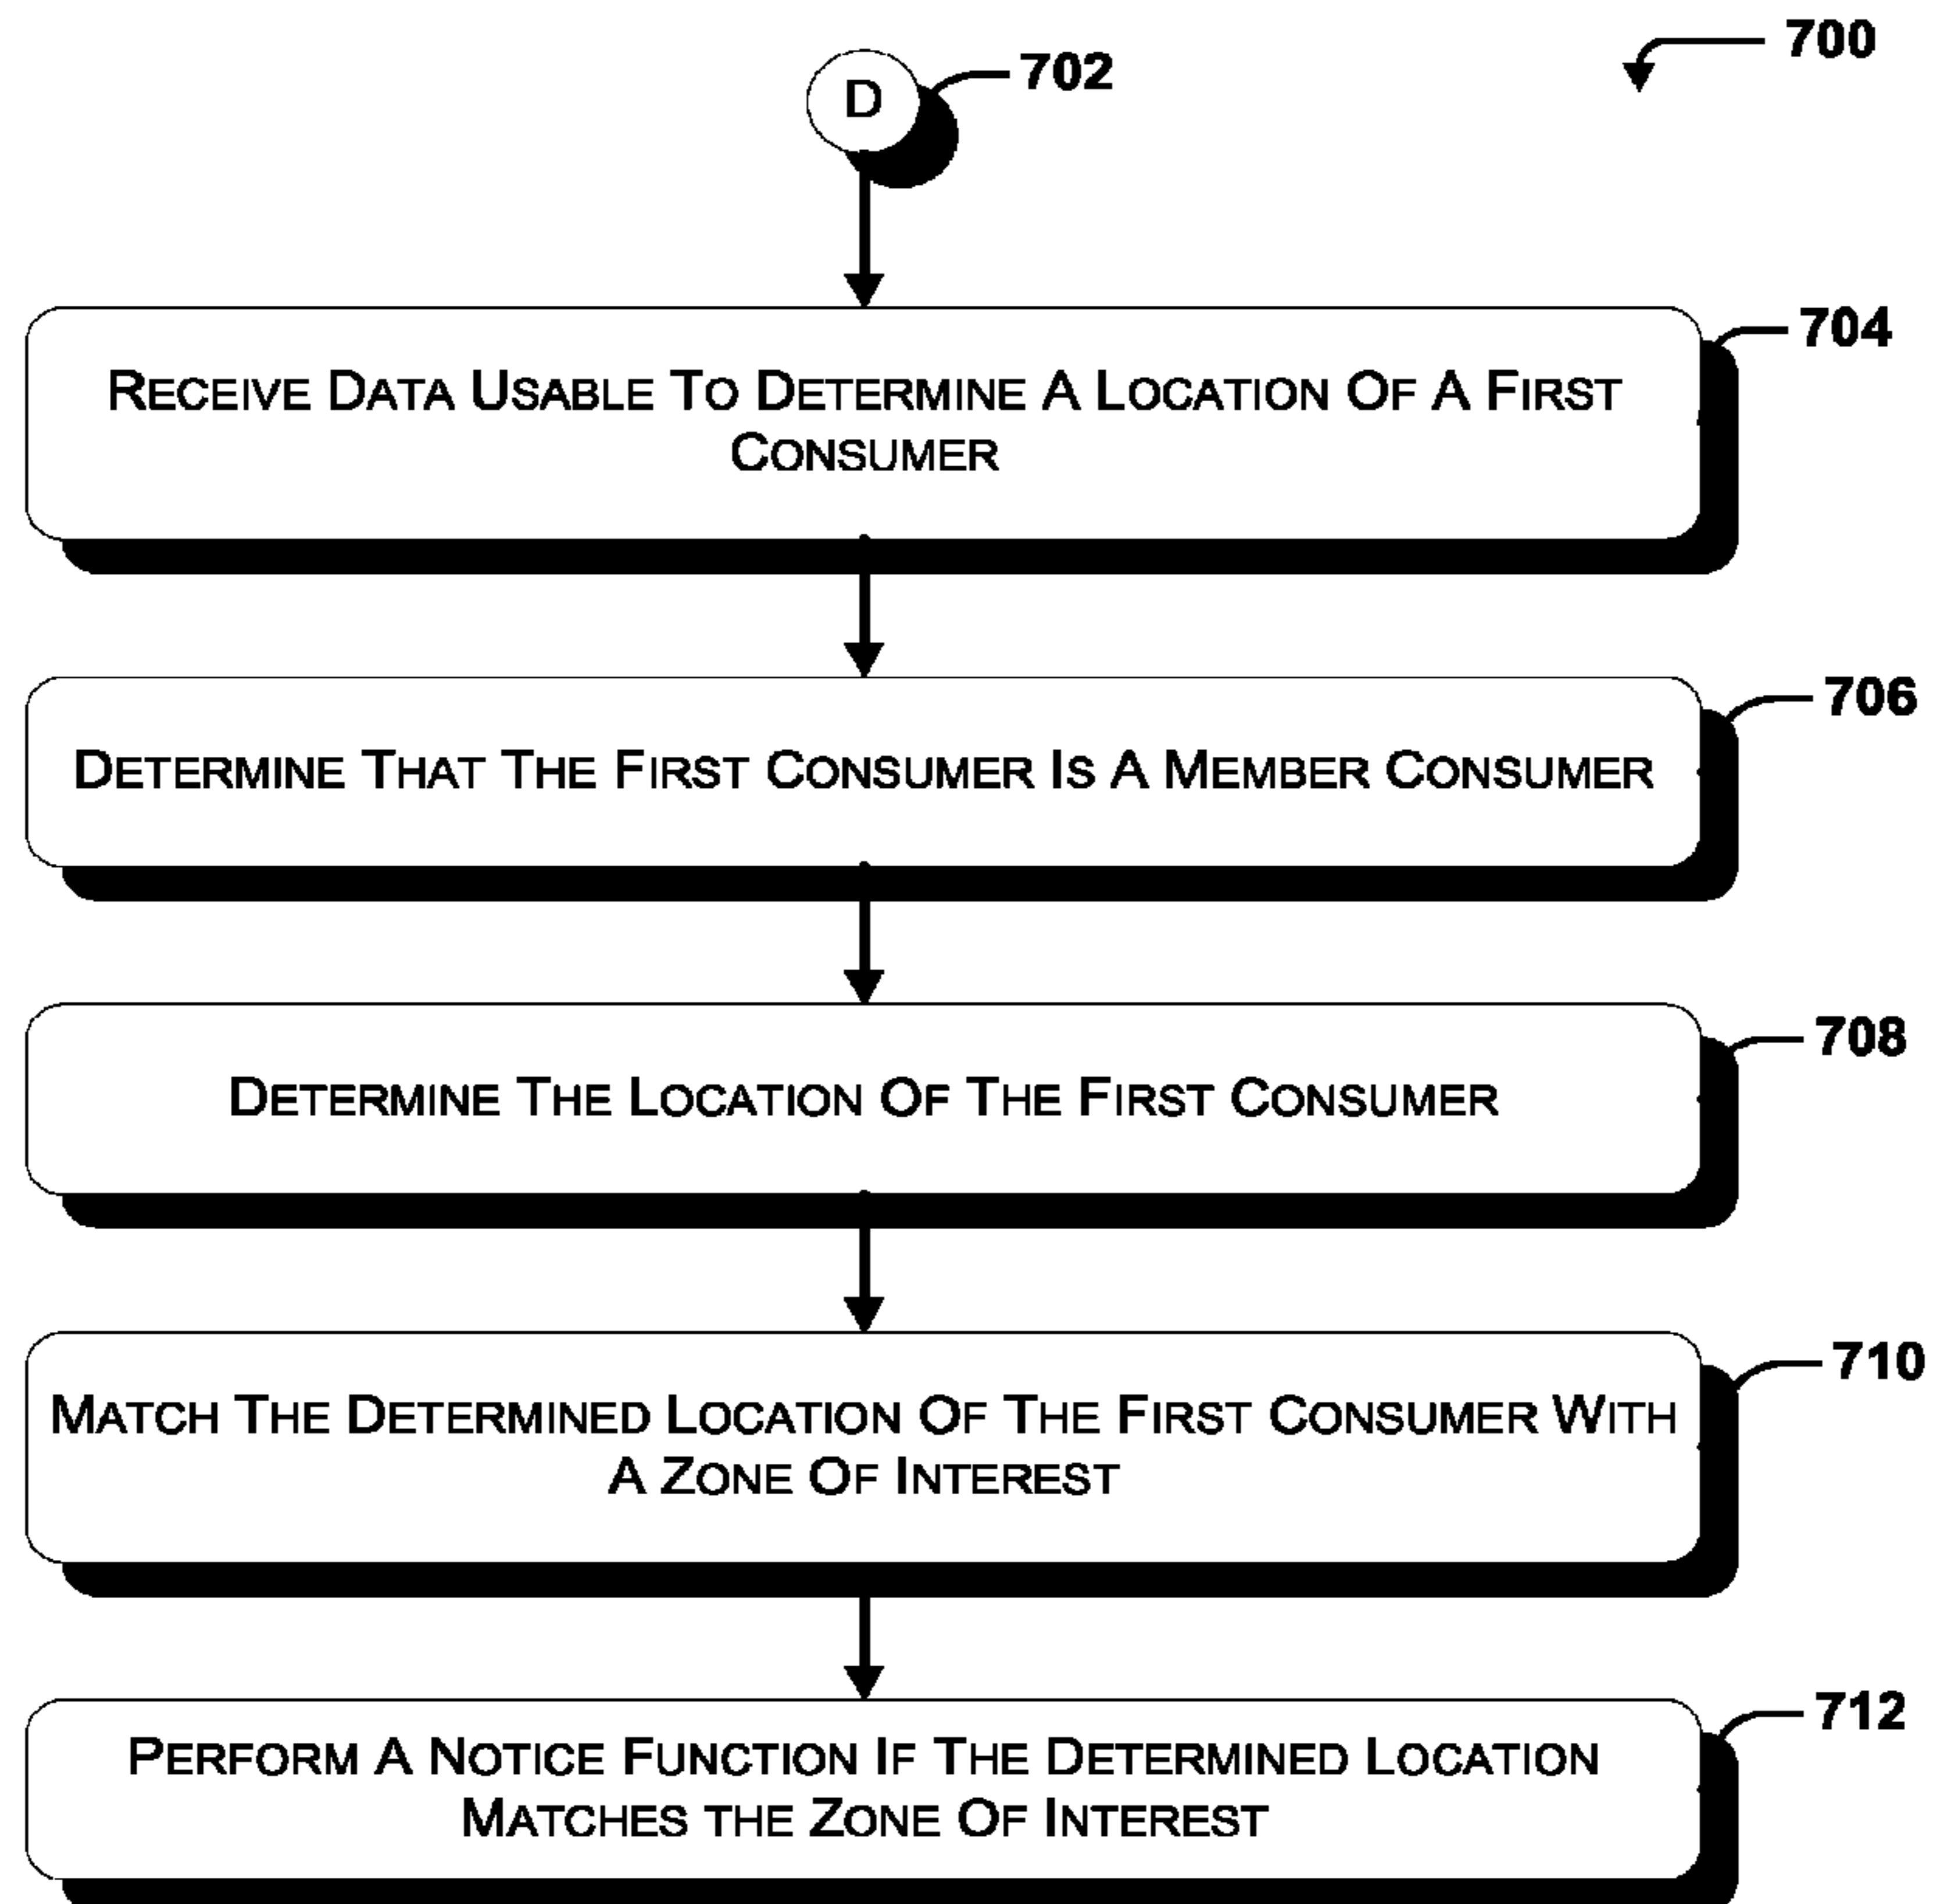 700
D
702
704
RECEIVE DATA USABLE TO DETERMINE A LOCATION OF A FIRST
CONSUMER
706
DETERMINE THAT THE FIRST CONSUMER IS A MEMBER CONSUMER
708
DETERMINE THE LOCATION OF THE FIRST CONSUMER
710
MATCH THE DETERMINED LOCATION OF THE FIRST CONSUMER WITH
A ZONE OF INTEREST
712
PERFORM A NOTICE FUNCTION IF THE DETERMINED LOCATION
MATCHES THE ZONE OF INTEREST